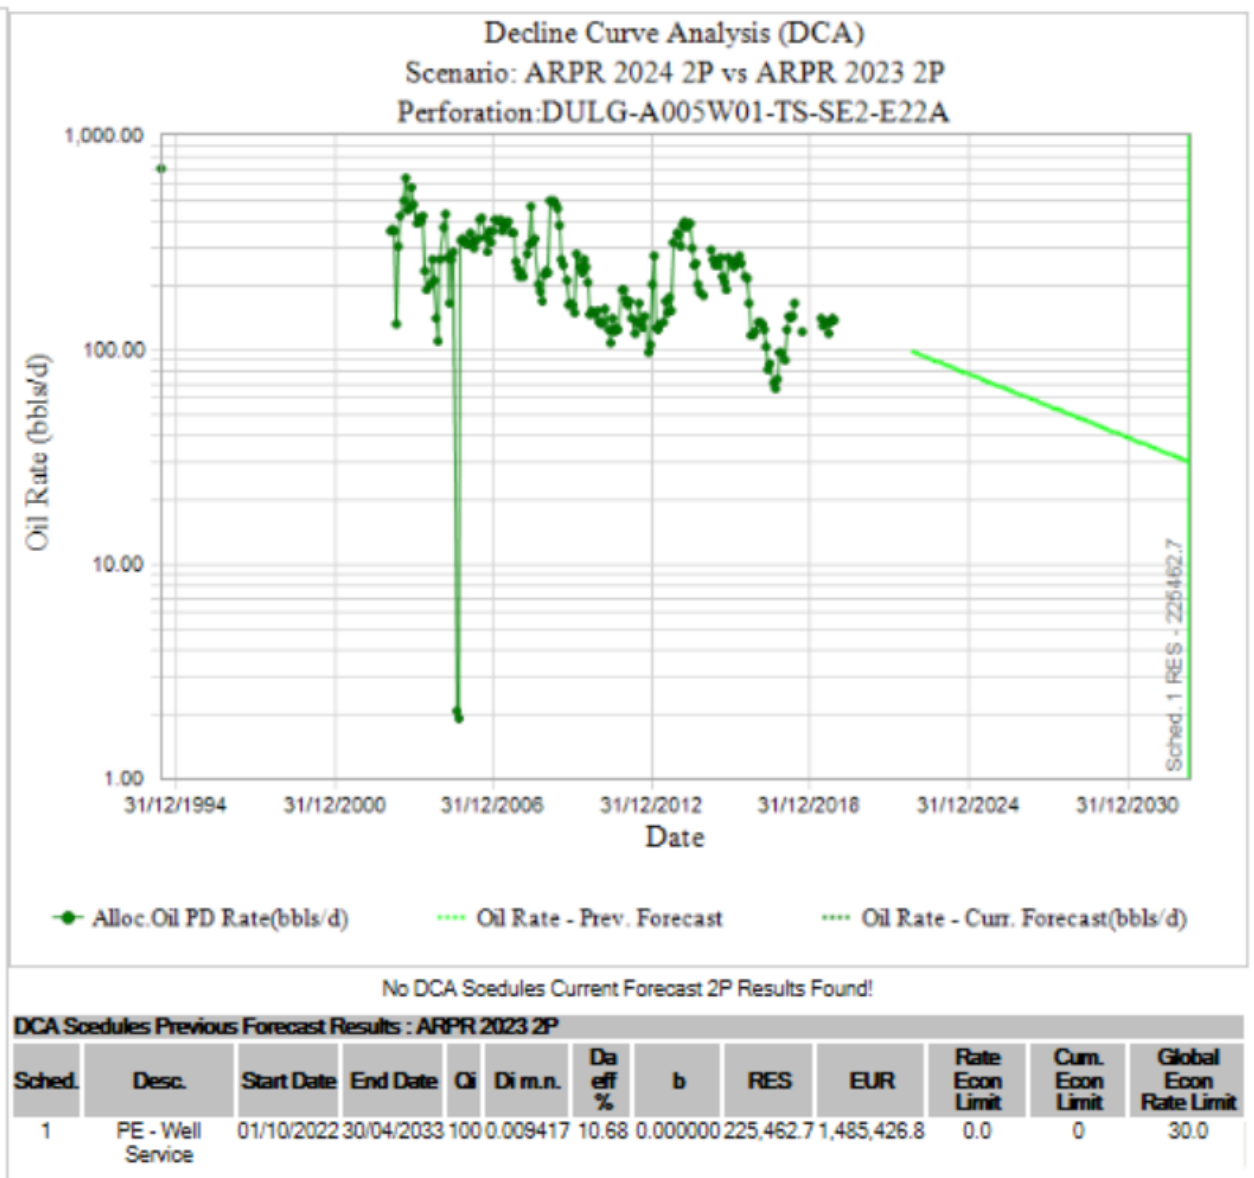 Decline Curve Analysis (DCA)
Scenario: ARPR 2024 2P vs ARPR 2023 2P
Perforation:DULG-A005W01-TS-SE2-E22A
1,000.00
100.00
10.00
1.00
Oil Rate (bbls/d)
Sched. 1 RES - 225462.7
31/12/1994 31/12/2000 31/12/2006 31/12/2012 31/12/2018 31/12/2024 31/12/2030
Date
Alloc.Oil PD Rate(bbls/d) Oil Rate - Prev. Forecast Oil Rate - Curr. Forecast(bbls/d)
No DCA Scedules Current Forecast 2P Results Found!
DCA Scedules Previous Forecast Results : ARPR 2023 2P
Sched. Desc. Start Date End Date Qi Di m.n. Da eff % b RES EUR Rate Econ Limit Cum. Econ Limit Global Econ Rate Limit
1 PE - Well Service 01/10/2022 30/04/2033 100 0.009417 10.68 0.000000 225,462.7 1,485,426.8 0.0 0 30.0